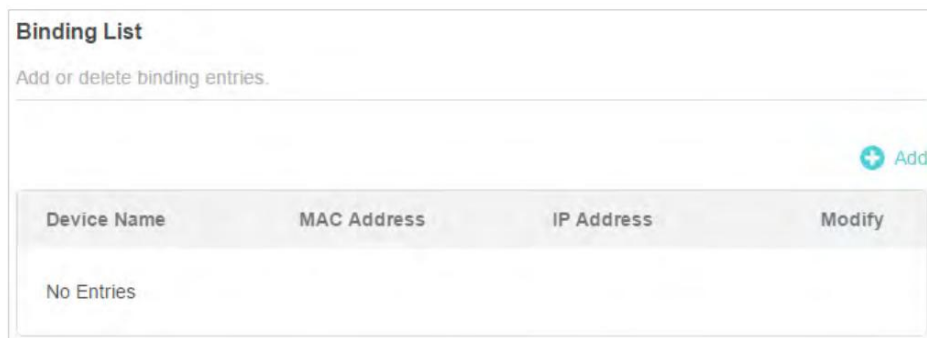 Binding List
Add or delete binding entries.
Add
Device Name MAC Address IP Address Modify
No Entries